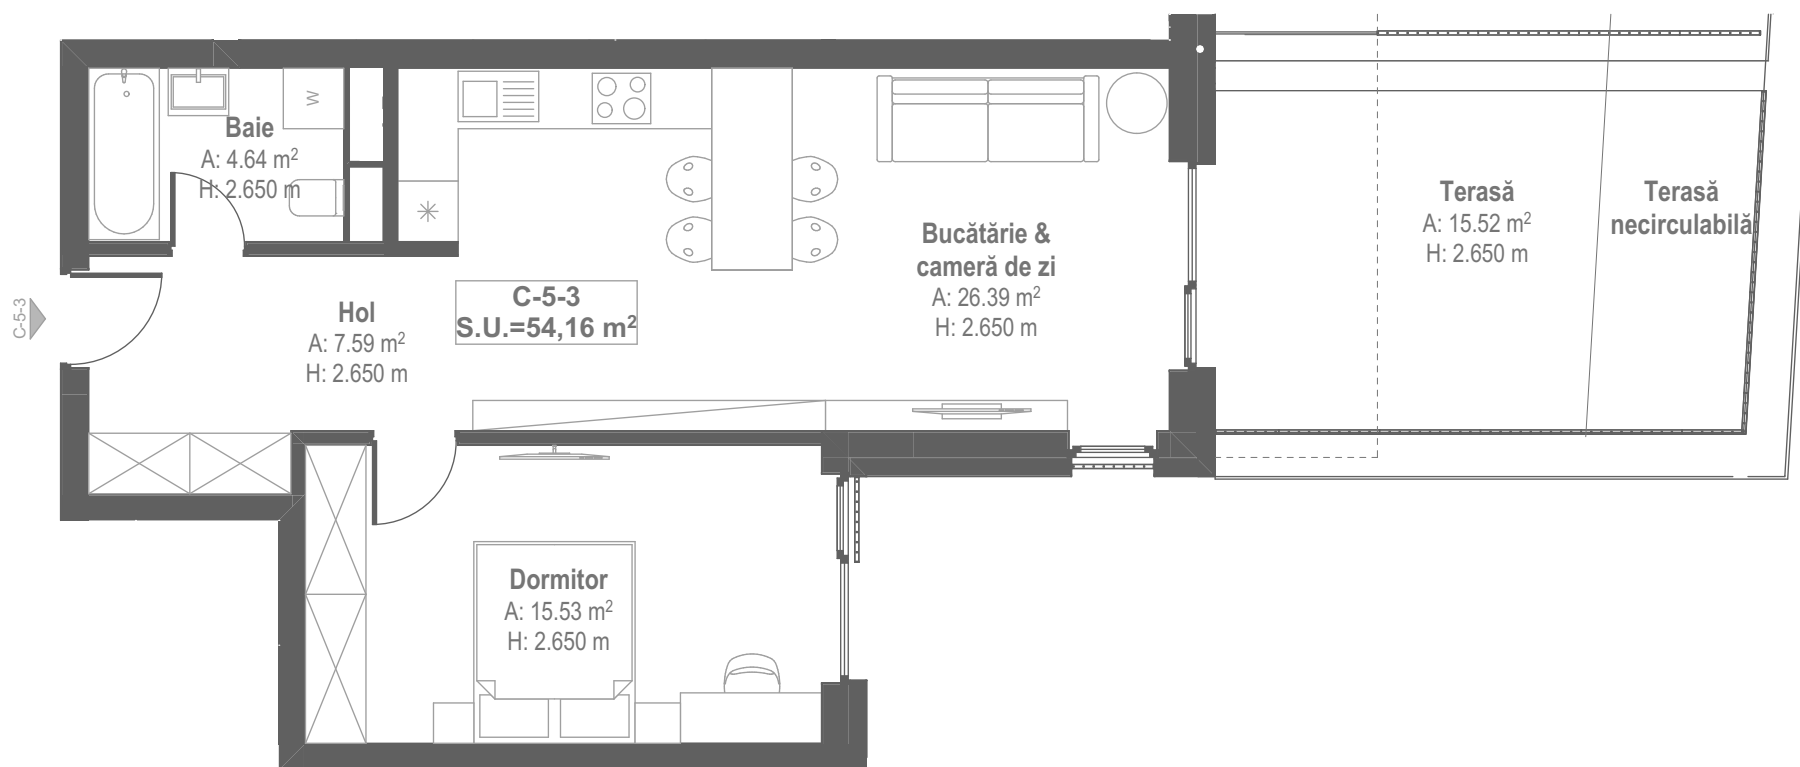 Baie
A: 4.64 m²
H: 2.650 m
W
Bucătărie &
cameră de zi
A: 26.39 m²
H: 2.650 m
Terasă
A: 15.52 m²
H: 2.650 m
Terasă
necirculabilă
C-5-3
Hol
A: 7.59 m²
H: 2.650 m
C-5-3
S.U.=54,16 m²
Dormitor
A: 15.53 m²
H: 2.650 m